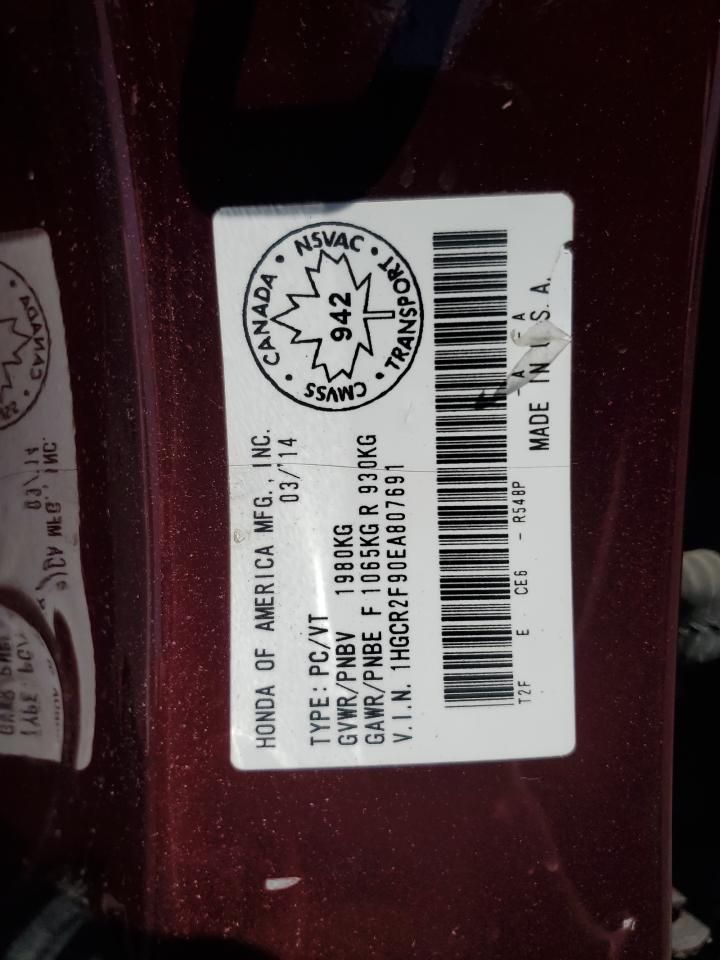 HONDA OF AMERICA MFG., INC.
03/14
TYPE: PC/VT
GVWR/PNBV 1980KG
GAWR/PNBE F 1065KG R 930KG
V.I.N. 1HGCR2F90EA807691
CANADA • NSVAC • TRANSPORT • CMVSS •
942
T2F E CE6 - R548P
MADE IN U.S.A.